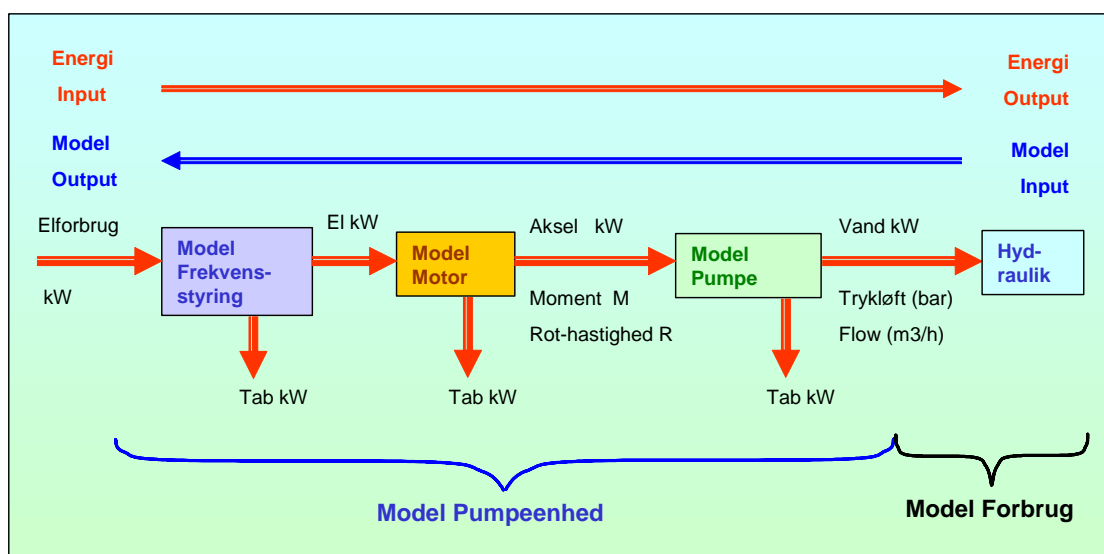 Energi
Input
Energi
Output
Model
Output
Model
Input
Elforbrug
kW
Model
Frekvens-
styring
El kW
Model
Motor
Aksel kW
Moment M
Rot-hastighed R
Model
Pumpe
Vand kW
Trykløft (bar)
Flow (m3/h)
Hyd-
raulik
Tab kW
Tab kW
Tab kW
Model Pumpeenhed
Model Forbrug